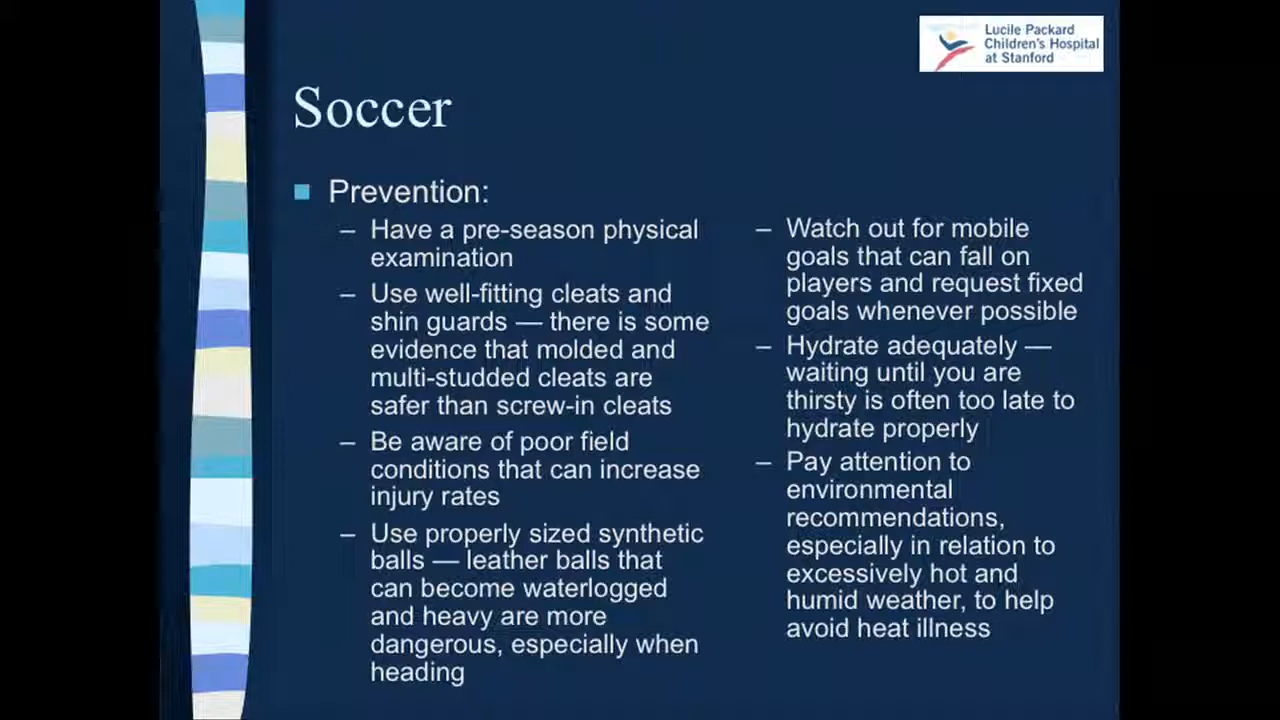 Lucile Packard
Children's Hospital
at Stanford
Soccer
Prevention:
– Have a pre-season physical
examination
– Use well-fitting cleats and
shin guards — there is some
evidence that molded and
multi-studded cleats are
safer than screw-in cleats
– Be aware of poor field
conditions that can increase
injury rates
– Use properly sized synthetic
balls — leather balls that
can become waterlogged
and heavy are more
dangerous, especially when
heading
– Watch out for mobile
goals that can fall on
players and request fixed
goals whenever possible
– Hydrate adequately —
waiting until you are
thirsty is often too late to
hydrate properly
– Pay attention to
environmental
recommendations,
especially in relation to
excessively hot and
humid weather, to help
avoid heat illness